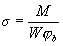 σ = M / Wφ_b